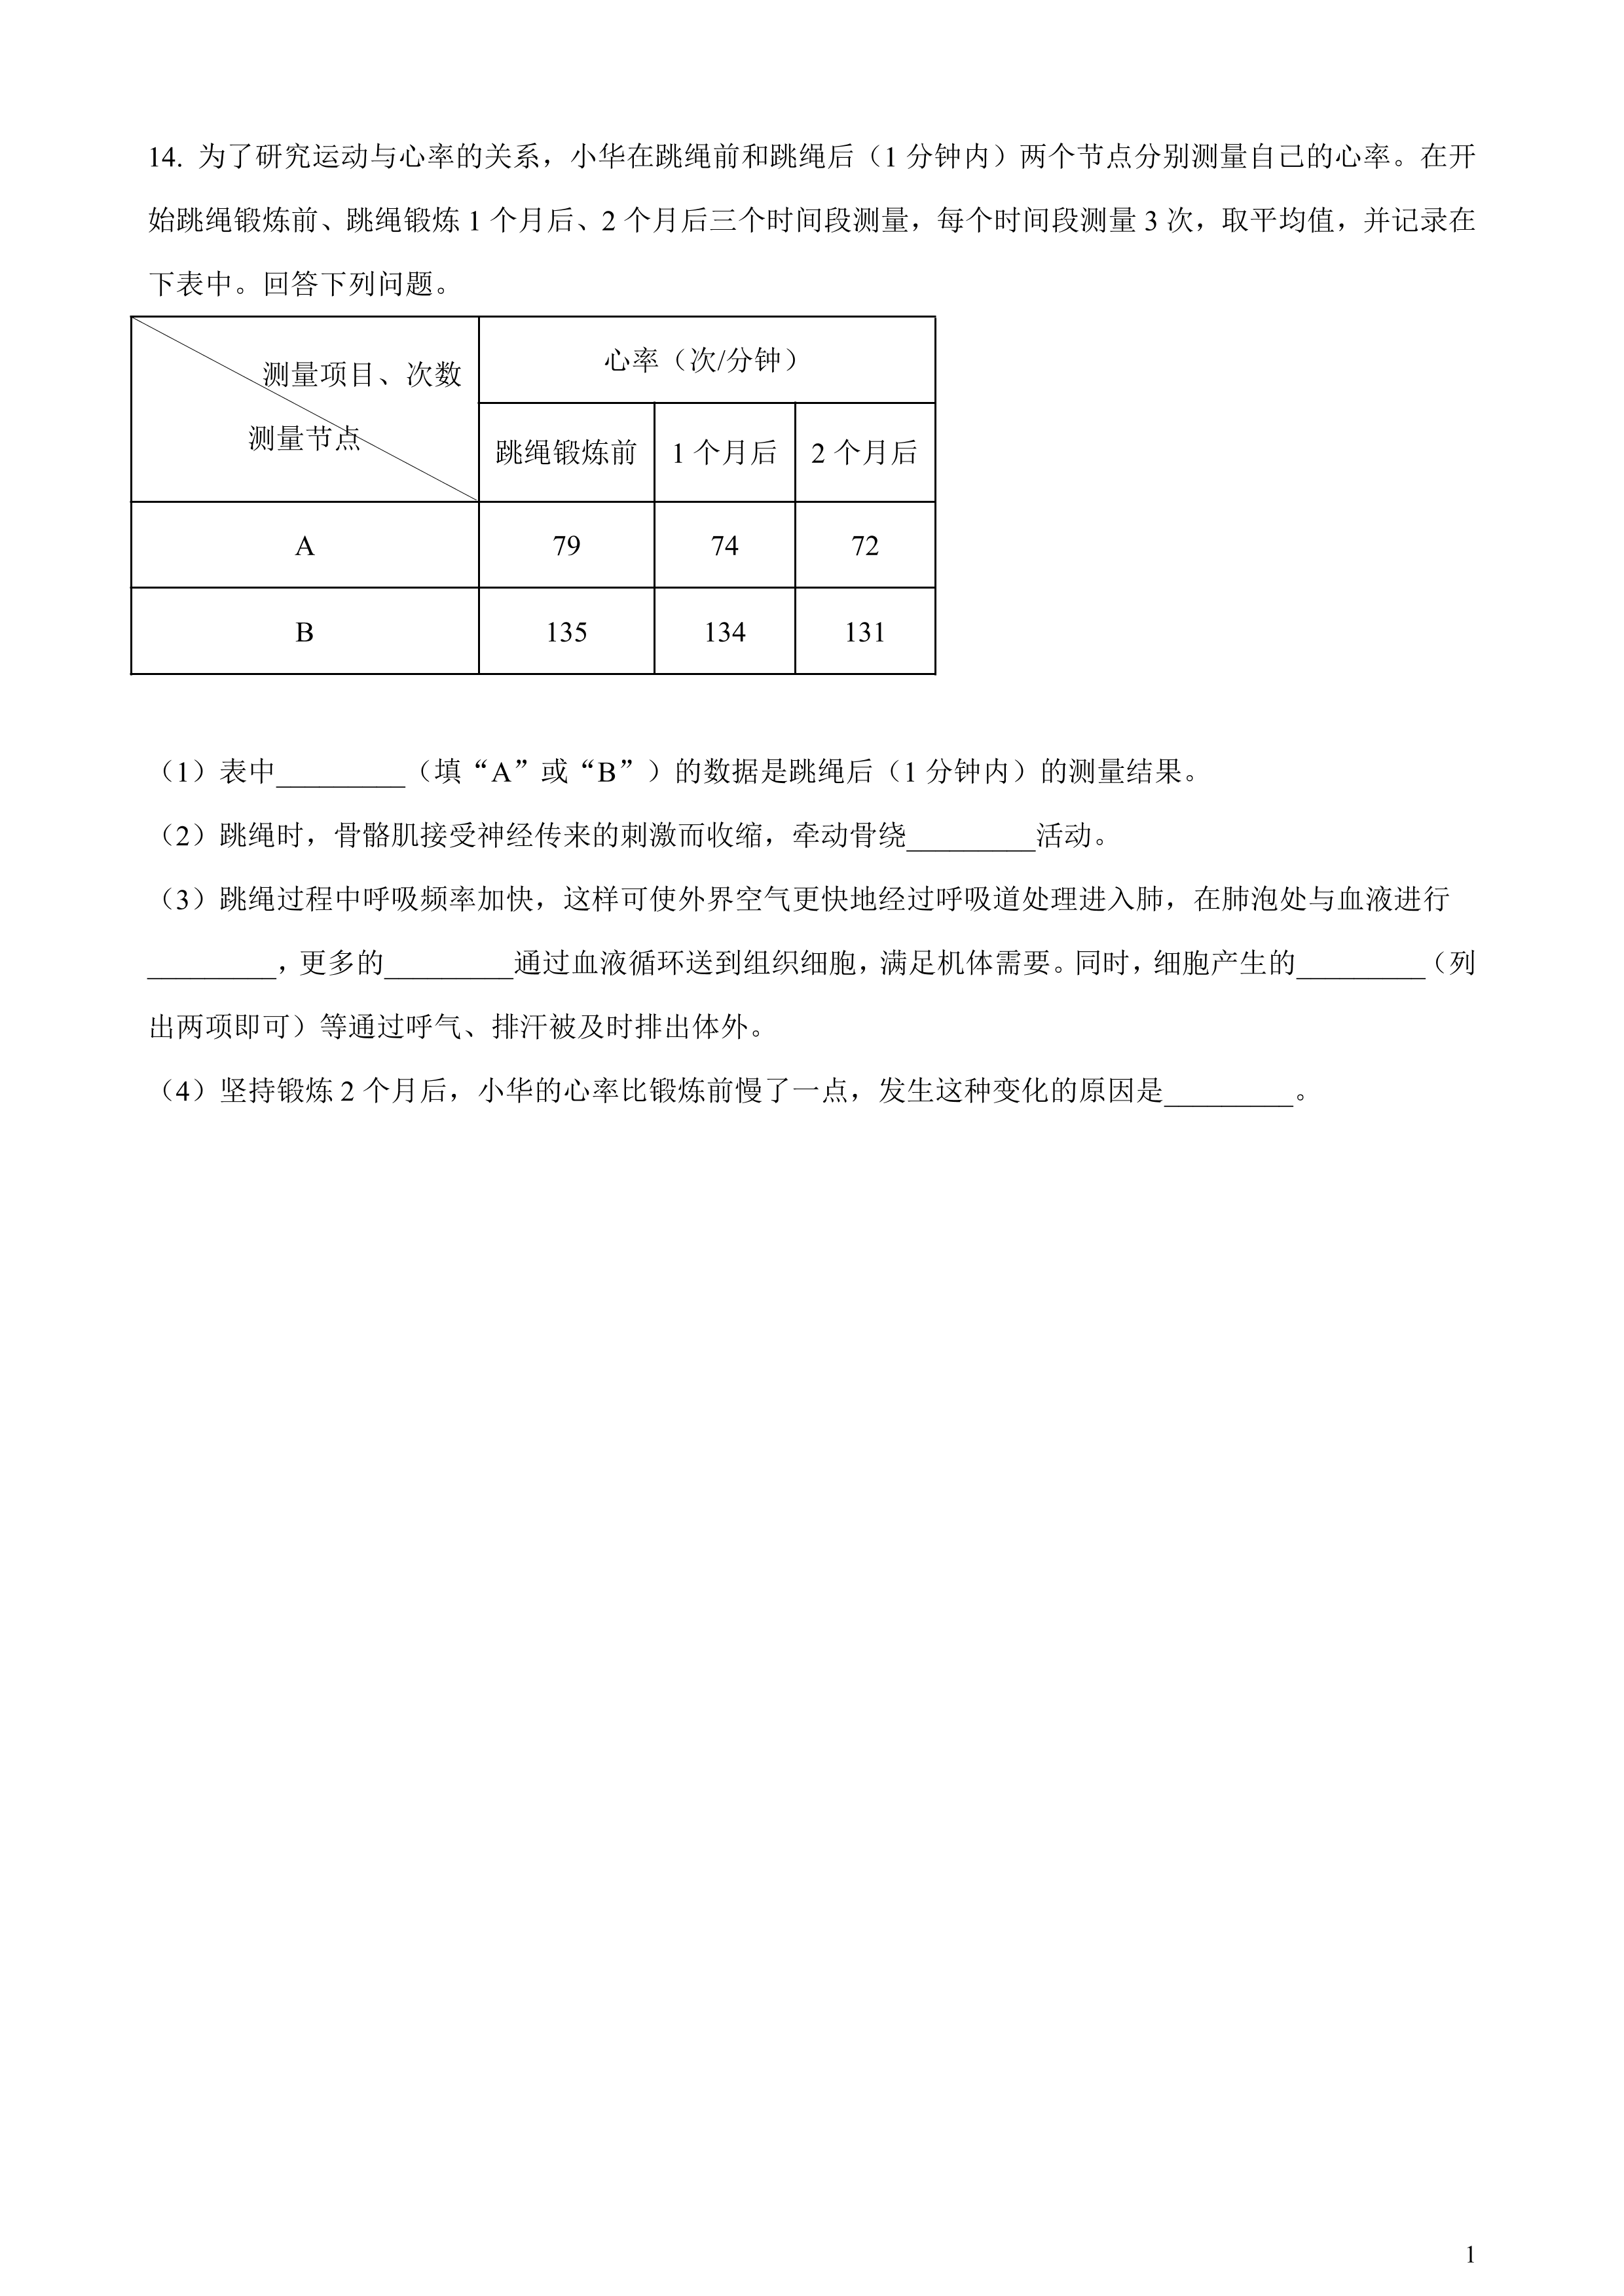 14. 为了研究运动与心率的关系，小华在跳绳前和跳绳后（1 分钟内）两个节点分别测量自己的心率。在开
始跳绳锻炼前、跳绳锻炼 1 个月后、2 个月后三个时间段测量，每个时间段测量 3 次，取平均值，并记录在
下表中。回答下列问题。
测量项目、次数
测量节点
心率（次/分钟）
跳绳锻炼前 1 个月后 2 个月后
A 79 74 72
B 135 134 131
（1）表中_________（填“A”或“B”）的数据是跳绳后（1 分钟内）的测量结果。
（2）跳绳时，骨骼肌接受神经传来的刺激而收缩，牵动骨绕_________活动。
（3）跳绳过程中呼吸频率加快，这样可使外界空气更快地经过呼吸道处理进入肺，在肺泡处与血液进行
_________，更多的_________通过血液循环送到组织细胞，满足机体需要。同时，细胞产生的_________（列
出两项即可）等通过呼气、排汗被及时排出体外。
（4）坚持锻炼 2 个月后，小华的心率比锻炼前慢了一点，发生这种变化的原因是_________。
1